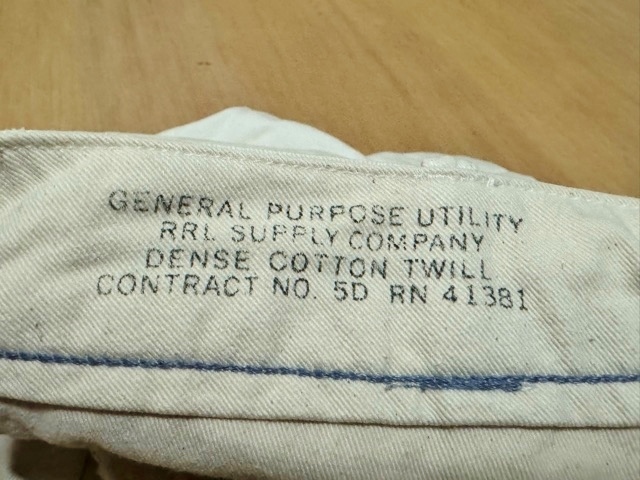 GENERAL PURPOSE UTILITY
RRL SUPPLY COMPANY
DENSE COTTON TWILL
CONTRACT NO. 5D RN 41381